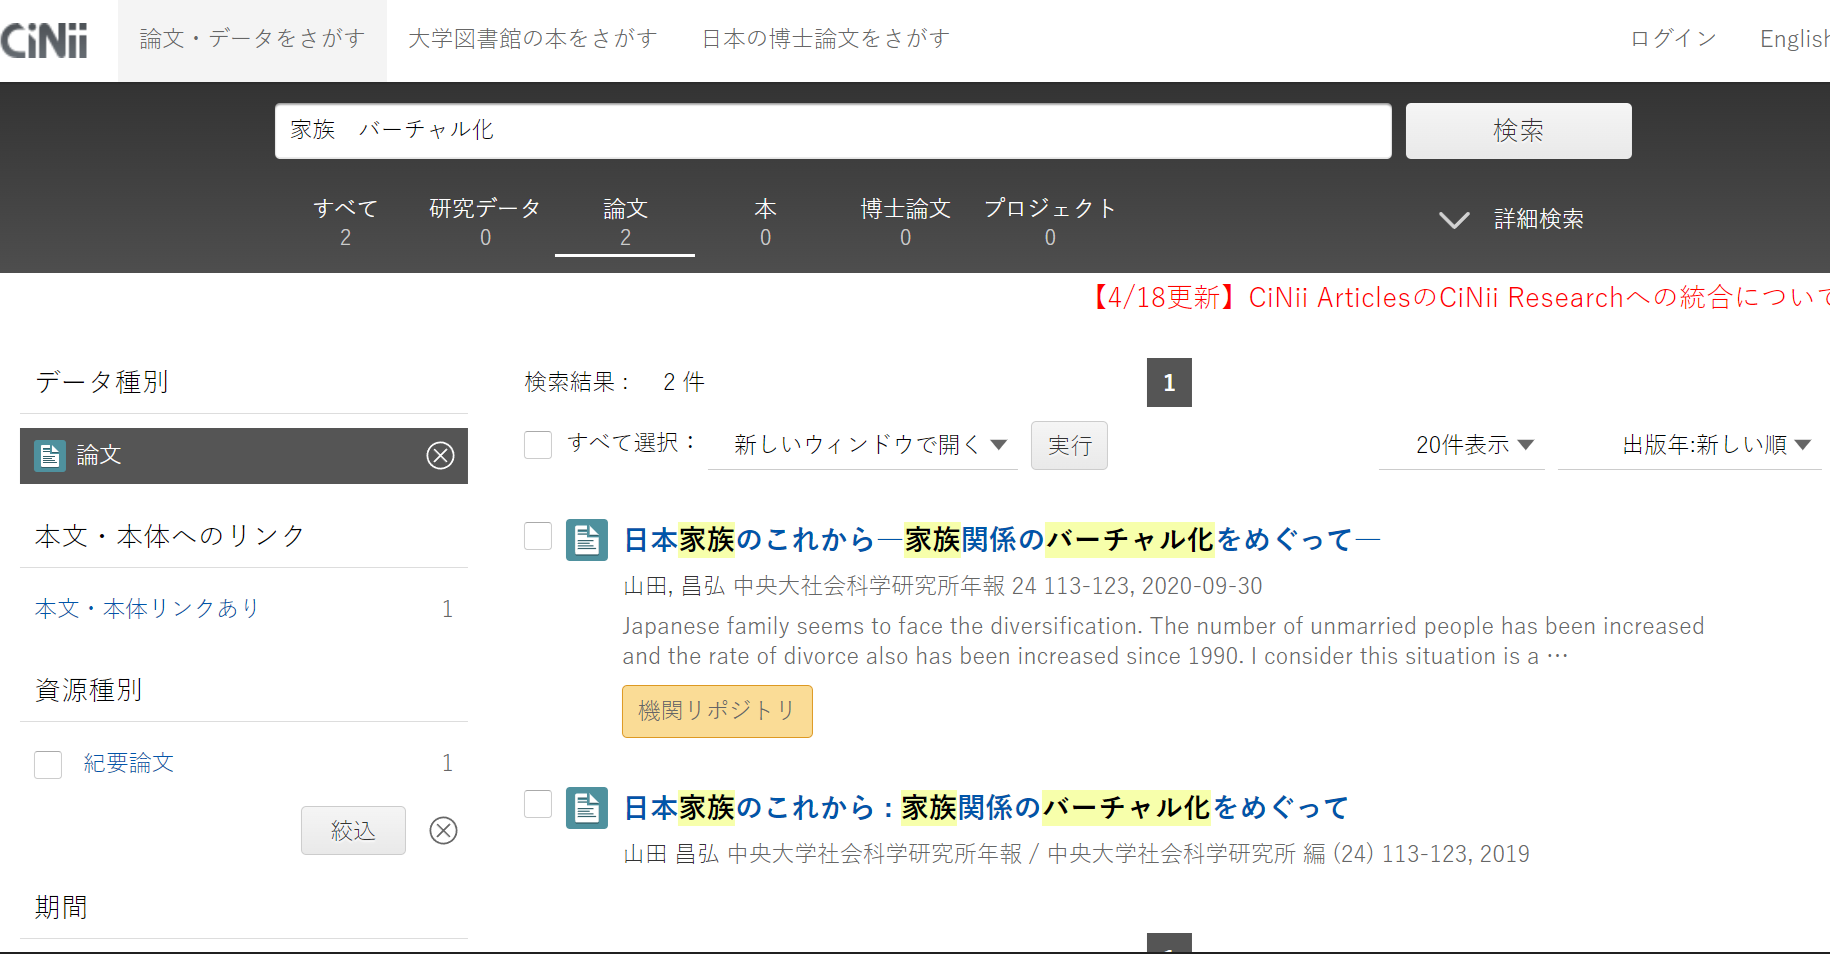 CiNii 論文・データをさがす 大学図書館の本をさがす 日本の博士論文をさがす ログイン English
家族　バーチャル化 検索
すべて 研究データ 論文 本 博士論文 プロジェクト
2 0 2 0 0 0
詳細検索
【4/18更新】CiNii ArticlesのCiNii Researchへの統合について
データ種別
論文
本文・本体へのリンク
本文・本体リンクあり 1
資源種別
紀要論文 1
絞込
期間
検索結果： 2 件 1
すべて選択： 新しいウィンドウで開く 実行 20件表示 出版年:新しい順
日本家族のこれから―家族関係のバーチャル化をめぐって―
山田, 昌弘 中央大社会科学研究所年報 24 113-123, 2020-09-30
Japanese family seems to face the diversification. The number of unmarried people has been increased
and the rate of divorce also has been increased since 1990. I consider this situation is a …
機関リポジトリ
日本家族のこれから : 家族関係のバーチャル化をめぐって
山田 昌弘 中央大学社会科学研究所年報 / 中央大学社会科学研究所 編 (24) 113-123, 2019